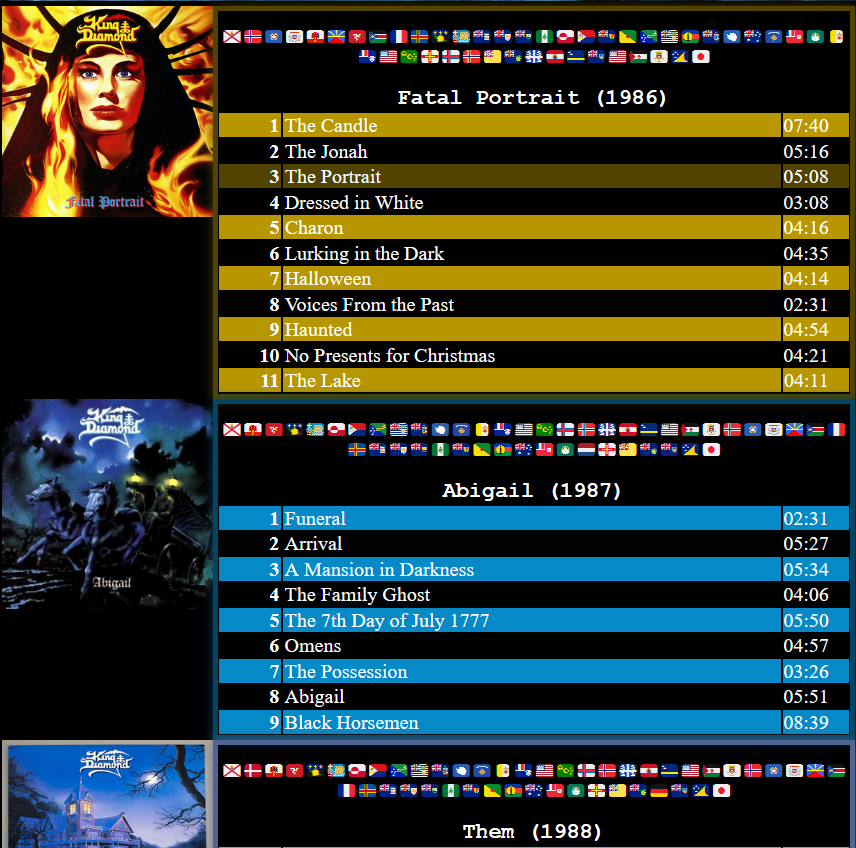 King
Diamond
Fatal Portrait
Fatal Portrait (1986)
1 The Candle 07:40
2 The Jonah 05:16
3 The Portrait 05:08
4 Dressed in White 03:08
5 Charon 04:16
6 Lurking in the Dark 04:35
7 Halloween 04:14
8 Voices From the Past 02:31
9 Haunted 04:54
10 No Presents for Christmas 04:21
11 The Lake 04:11
King
Diamond
Abigail
Abigail (1987)
1 Funeral 02:31
2 Arrival 05:27
3 A Mansion in Darkness 05:34
4 The Family Ghost 04:06
5 The 7th Day of July 1777 05:50
6 Omens 04:57
7 The Possession 03:26
8 Abigail 05:51
9 Black Horsemen 08:39
King
Diamond
Them (1988)